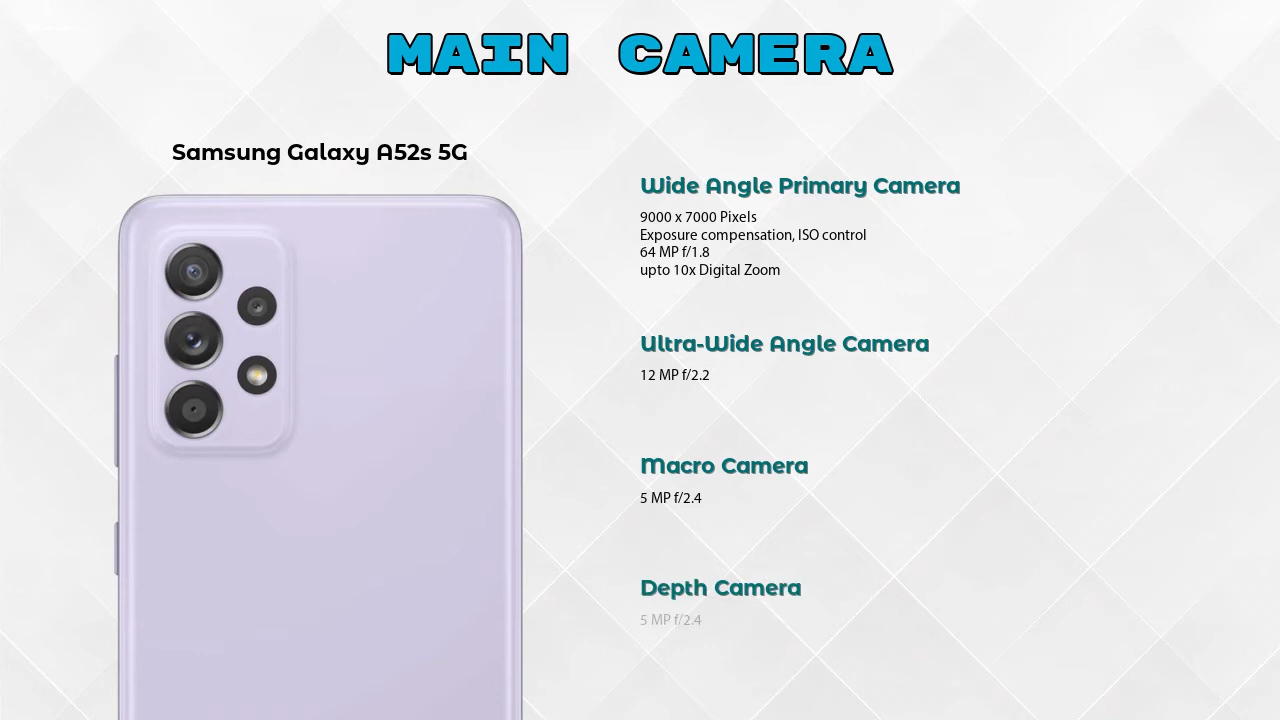 MAIN CAMERA
Samsung Galaxy A52s 5G
Wide Angle Primary Camera
9000 x 7000 Pixels
Exposure compensation, ISO control
64 MP f/1.8
upto 10x Digital Zoom
Ultra-Wide Angle Camera
12 MP f/2.2
Macro Camera
5 MP f/2.4
Depth Camera
5 MP f/2.4